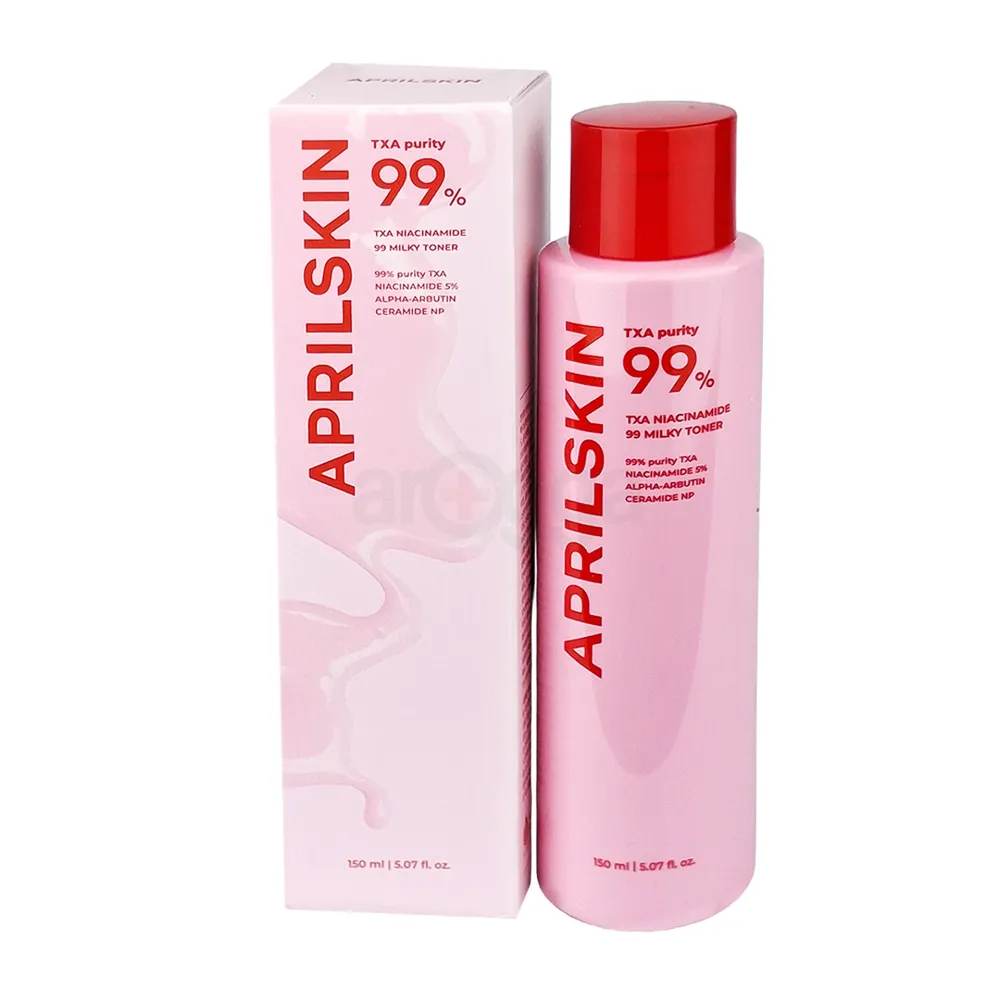 APRILSKIN
APRILSKIN
TXA purity
99%
TXA NIACINAMIDE
99 MILKY TONER
99% purity TXA
NIACINAMIDE 5%
ALPHA-ARBUTIN
CERAMIDE NP
150 ml | 5.07 fl. oz.
APRILSKIN
TXA purity
99%
TXA NIACINAMIDE
99 MILKY TONER
99% purity TXA
NIACINAMIDE 5%
ALPHA-ARBUTIN
CERAMIDE NP
150 ml | 5.07 fl. oz.